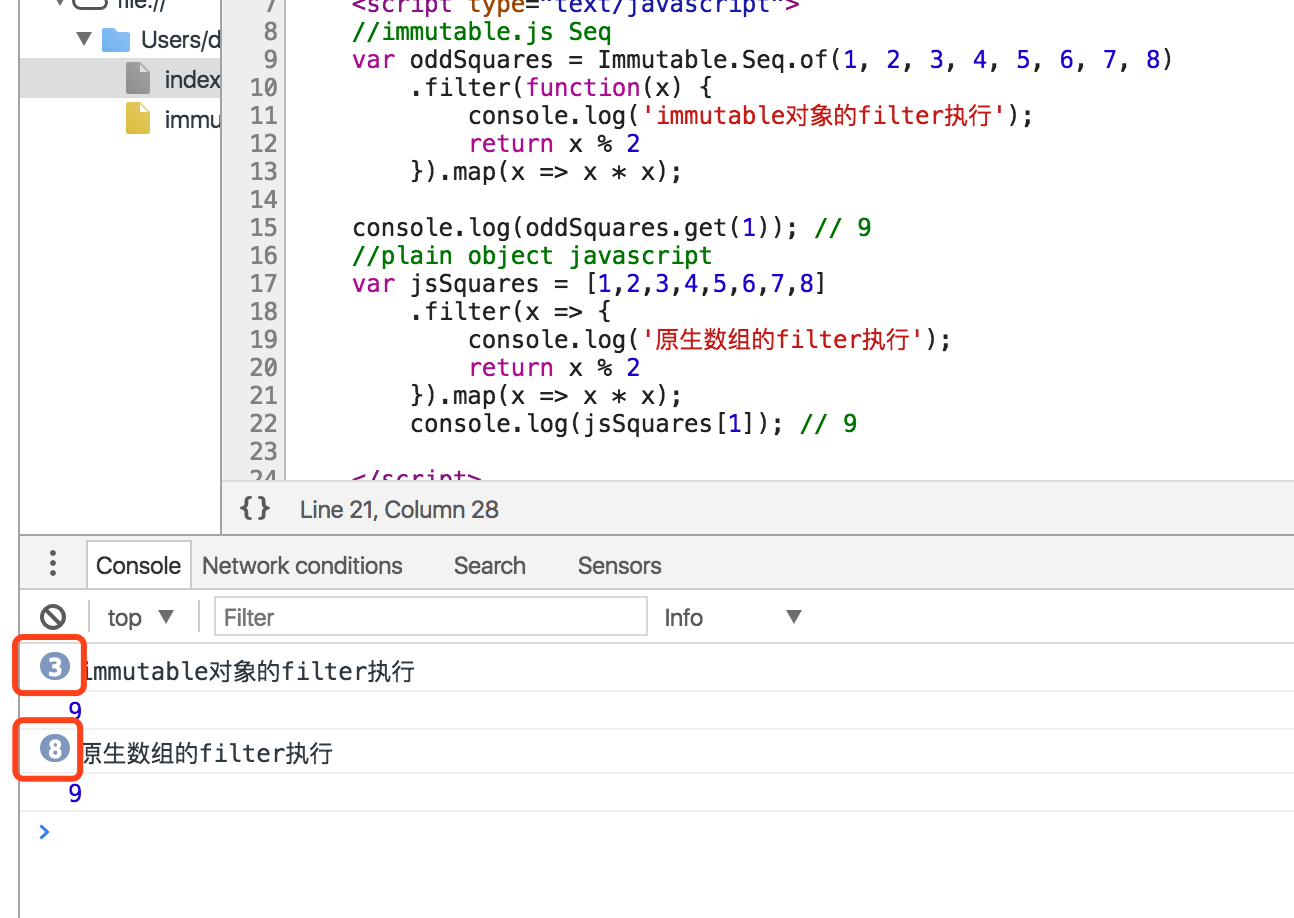 file://
Users/d
index
immu
7 <script type="text/javascript">
8 //immutable.js Seq
9 var oddSquares = Immutable.Seq.of(1, 2, 3, 4, 5, 6, 7, 8)
10 .filter(function(x) {
11 console.log('immutable对象的filter执行');
12 return x % 2
13 }).map(x => x * x);
14
15 console.log(oddSquares.get(1)); // 9
16 //plain object javascript
17 var jsSquares = [1,2,3,4,5,6,7,8]
18 .filter(x => {
19 console.log('原生数组的filter执行');
20 return x % 2
21 }).map(x => x * x);
22 console.log(jsSquares[1]); // 9
23
24 </script>
{} Line 21, Column 28
Console Network conditions Search Sensors
top ▼ Filter Info ▼
3 immutable对象的filter执行
9
8 原生数组的filter执行
9
>